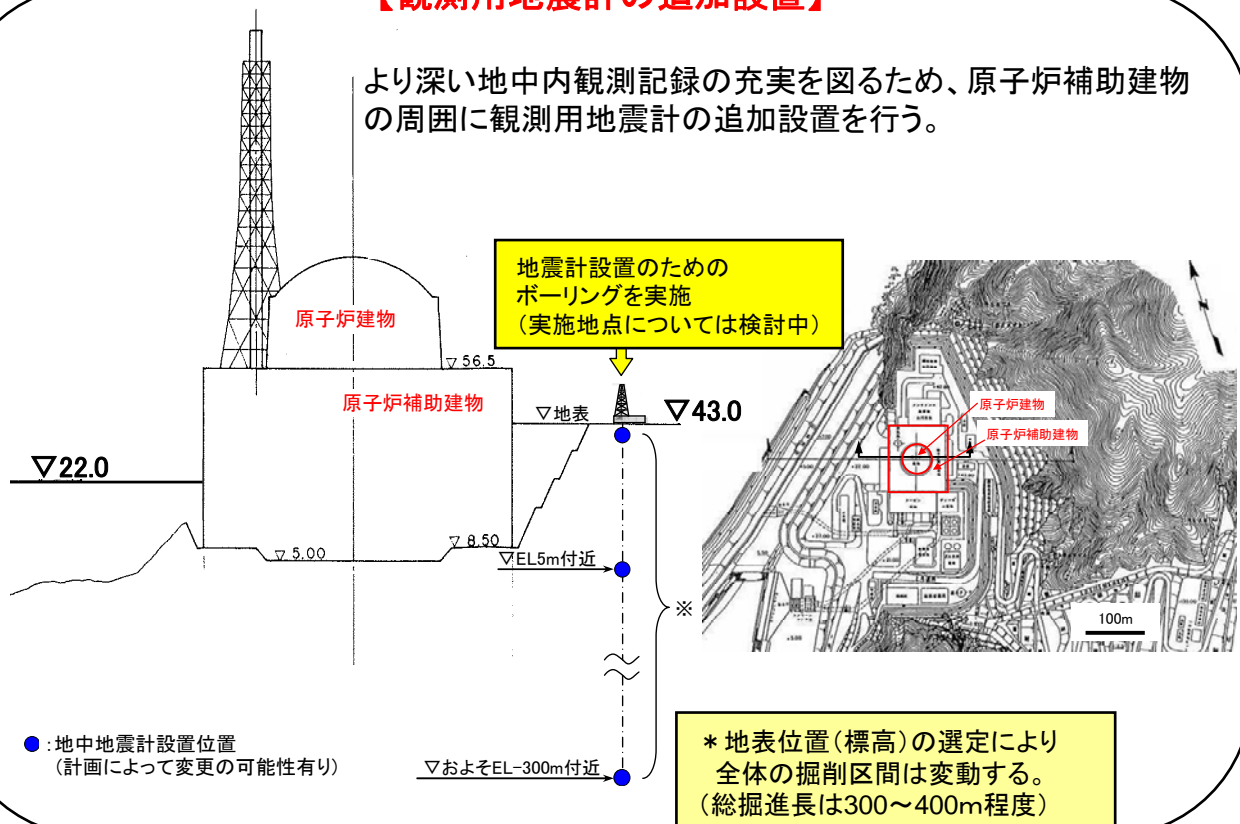 【観測用地震計の追加設置】
より深い地中内観測記録の充実を図るため、原子炉補助建物
の周囲に観測用地震計の追加設置を行う。
地震計設置のための
ボーリングを実施
（実施地点については検討中）
原子炉建物
▽56.5
原子炉補助建物
▽地表
▽43.0
▽22.0
▽5.00
▽8.50
▽EL5m付近
※
原子炉建物
原子炉補助建物
100m
●:地中地震計設置位置
（計画によって変更の可能性有り）
▽およそEL-300m付近
＊地表位置（標高）の選定により
全体の掘削区間は変動する。
（総掘進長は300～400m程度）